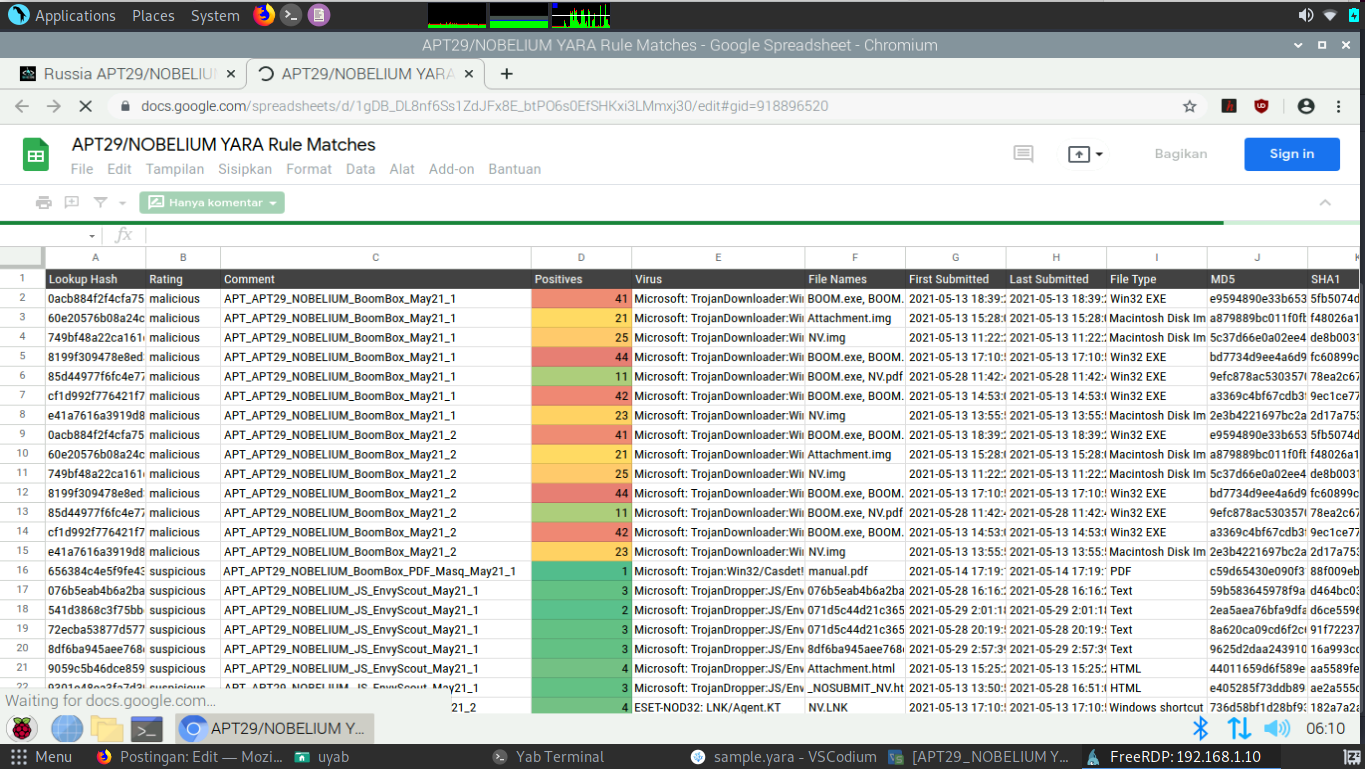 Applications Places System
APT29/NOBELIUM YARA Rule Matches - Google Spreadsheet - Chromium
Russia APT29/NOBELIU APT29/NOBELIUM YARA
docs.google.com/spreadsheets/d/1gDB_DL8nf6Ss1ZdJFx8E_btPO6s0EfSHKxi3LMmxj30/edit#gid=918896520
APT29/NOBELIUM YARA Rule Matches
File Edit Tampilan Sisipkan Format Data Alat Add-on Bantuan
Bagikan Sign in
Hanya komentar
fx
A B C D E F G H I J K
1 Lookup Hash Rating Comment Positives Virus File Names First Submitted Last Submitted File Type MD5 SHA1
2 0acb884f2f4cfa75 malicious APT_APT29_NOBELIUM_BoomBox_May21_1 41 Microsoft: TrojanDownloader:Wi BOOM.exe, BOOM. 2021-05-13 18:39: 2021-05-13 18:39: Win32 EXE e9594890e33b653 5fb5074d
3 60e20576b08a24c malicious APT_APT29_NOBELIUM_BoomBox_May21_1 21 Microsoft: TrojanDownloader:Wi Attachment.img 2021-05-13 15:28: 2021-05-13 15:28: Macintosh Disk Im a879889bc011f0f f48026a1
4 749bf48a22ca161 malicious APT_APT29_NOBELIUM_BoomBox_May21_1 25 Microsoft: TrojanDownloader:Wi NV.img 2021-05-13 11:22: 2021-05-13 11:22: Macintosh Disk Im 5c37d66e0a02ee4 de8b0031
5 8199f309478e8ed malicious APT_APT29_NOBELIUM_BoomBox_May21_1 44 Microsoft: TrojanDownloader:Wi BOOM.exe, BOOM. 2021-05-13 17:10: 2021-05-13 17:10: Win32 EXE bd7734d9ee4a6d9 fc60899c
6 85d44977f6fc4e77 malicious APT_APT29_NOBELIUM_BoomBox_May21_1 11 Microsoft: TrojanDownloader:Wi BOOM.exe, NV.pdf 2021-05-28 11:42: 2021-05-28 11:42: Win32 EXE 9efc878ac530357 78ea2c67
7 cf1d992f776421f7 malicious APT_APT29_NOBELIUM_BoomBox_May21_1 42 Microsoft: TrojanDownloader:Wi BOOM.exe, BOOM. 2021-05-13 14:53: 2021-05-13 14:53: Win32 EXE a3369c4bf67cdb3 9ec1ce77
8 e41a7616a3919d8 malicious APT_APT29_NOBELIUM_BoomBox_May21_1 23 Microsoft: TrojanDownloader:Wi NV.img 2021-05-13 13:55: 2021-05-13 13:55: Macintosh Disk Im 2e3b4221697bc2a 2d17a753
9 0acb884f2f4cfa75 malicious APT_APT29_NOBELIUM_BoomBox_May21_2 41 Microsoft: TrojanDownloader:Wi BOOM.exe, BOOM. 2021-05-13 18:39: 2021-05-13 18:39: Win32 EXE e9594890e33b653 5fb5074d
10 60e20576b08a24c malicious APT_APT29_NOBELIUM_BoomBox_May21_2 21 Microsoft: TrojanDownloader:Wi Attachment.img 2021-05-13 15:28: 2021-05-13 15:28: Macintosh Disk Im a879889bc011f0f f48026a1
11 749bf48a22ca161 malicious APT_APT29_NOBELIUM_BoomBox_May21_2 25 Microsoft: TrojanDownloader:Wi NV.img 2021-05-13 11:22: 2021-05-13 11:22: Macintosh Disk Im 5c37d66e0a02ee4 de8b0031
12 8199f309478e8ed malicious APT_APT29_NOBELIUM_BoomBox_May21_2 44 Microsoft: TrojanDownloader:Wi BOOM.exe, BOOM. 2021-05-13 17:10: 2021-05-13 17:10: Win32 EXE bd7734d9ee4a6d9 fc60899c
13 85d44977f6fc4e77 malicious APT_APT29_NOBELIUM_BoomBox_May21_2 11 Microsoft: TrojanDownloader:Wi BOOM.exe, NV.pdf 2021-05-28 11:42: 2021-05-28 11:42: Win32 EXE 9efc878ac530357 78ea2c67
14 cf1d992f776421f7 malicious APT_APT29_NOBELIUM_BoomBox_May21_2 42 Microsoft: TrojanDownloader:Wi BOOM.exe, BOOM. 2021-05-13 14:53: 2021-05-13 14:53: Win32 EXE a3369c4bf67cdb3 9ec1ce77
15 e41a7616a3919d8 malicious APT_APT29_NOBELIUM_BoomBox_May21_2 23 Microsoft: TrojanDownloader:Wi NV.img 2021-05-13 13:55: 2021-05-13 13:55: Macintosh Disk Im 2e3b4221697bc2a 2d17a753
16 656384c4e5f9fe43 suspicious APT_APT29_NOBELIUM_BoomBox_PDF_Masq_May21_1 1 Microsoft: Trojan:Win32/Casdet! manual.pdf 2021-05-14 17:19: 2021-05-14 17:19: PDF c59d65430e090f3 88f009eb
17 076b5eab4b6a2ba suspicious APT_APT29_NOBELIUM_JS_EnvyScout_May21_1 3 Microsoft: TrojanDropper:JS/Env 076b5eab4b6a2ba 2021-05-28 16:16: 2021-05-28 16:16: Text 59b583645978f9a d464bc03
18 541d3868c3f75bb suspicious APT_APT29_NOBELIUM_JS_EnvyScout_May21_1 2 Microsoft: TrojanDropper:JS/Env 071d5c44d21c365 2021-05-29 2:01:18 2021-05-29 2:01:18 Text 2ea5aea76bfa9dfa d6ce5596
19 72ecba53877d577 suspicious APT_APT29_NOBELIUM_JS_EnvyScout_May21_1 3 Microsoft: TrojanDropper:JS/Env 071d5c44d21c365 2021-05-28 20:19: 2021-05-28 20:19: Text 8a620ca09cd6f2c 91f72237
20 8df6ba945aee768 suspicious APT_APT29_NOBELIUM_JS_EnvyScout_May21_1 3 Microsoft: TrojanDropper:JS/Env 8df6ba945aee768 2021-05-29 2:57:39 2021-05-29 2:57:39 Text 9625d2daa243910 16a993cc
21 9059c5b46dce859 suspicious APT_APT29_NOBELIUM_JS_EnvyScout_May21_1 4 Microsoft: TrojanDropper:JS/Env Attachment.html 2021-05-13 15:25: 2021-05-13 15:25: HTML 44011659d6f589e aa5589fe
22 suspicious APT_APT29_NOBELIUM_JS_EnvyScout_May21_1 3 Microsoft: TrojanDropper:JS/Env _NOSUBMIT_NV.ht 2021-05-13 13:50: 2021-05-28 16:51: HTML e405285f73ddb89 ae2a555d
Waiting for docs.google.com... 21_2 4 ESET-NOD32: LNK/Agent.KT NV.LNK 2021-05-13 13:50: 2021-05-28 16:51: Windows shortcut 736d58bf1d28bf93 182a7a2a
APT29/NOBELIUM Y... 06:10
Menu Postingan: Edit — Mozi... uyab Yab Terminal sample.yara - VSCodium [APT29_NOBELIUM Y... FreeRDP: 192.168.1.10